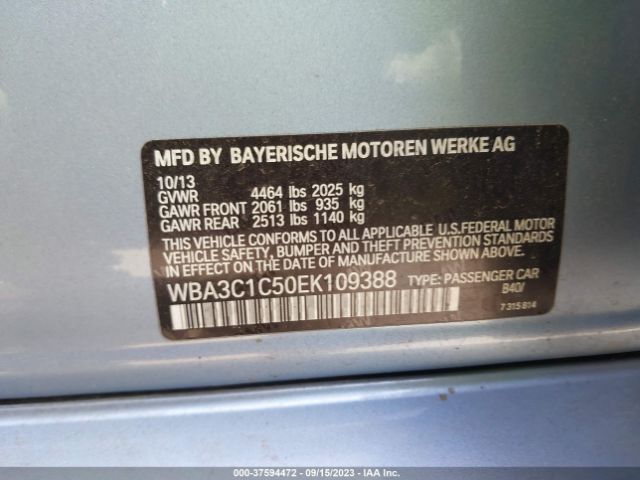 MFD BY BAYERISCHE MOTOREN WERKE AG
10/13
GVWR 4464 lbs 2025 kg
GAWR FRONT 2061 lbs 935 kg
GAWR REAR 2513 lbs 1140 kg
THIS VEHICLE CONFORMS TO ALL APPLICABLE U.S.FEDERAL MOTOR
VEHICLE SAFETY, BUMPER AND THEFT PREVENTION STANDARDS
IN EFFECT ON THE DATE OF MANUFACTURE SHOWN ABOVE.
WBA3C1C50EK109388 TYPE: PASSENGER CAR
B40/
7315814
000-37594472 - 09/15/2023 - IAA Inc.